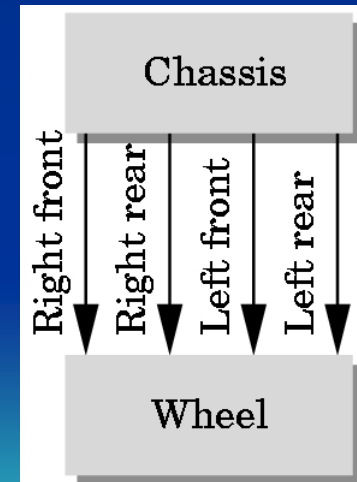 Chassis
Right front
Right rear
Left front
Left rear
Wheel